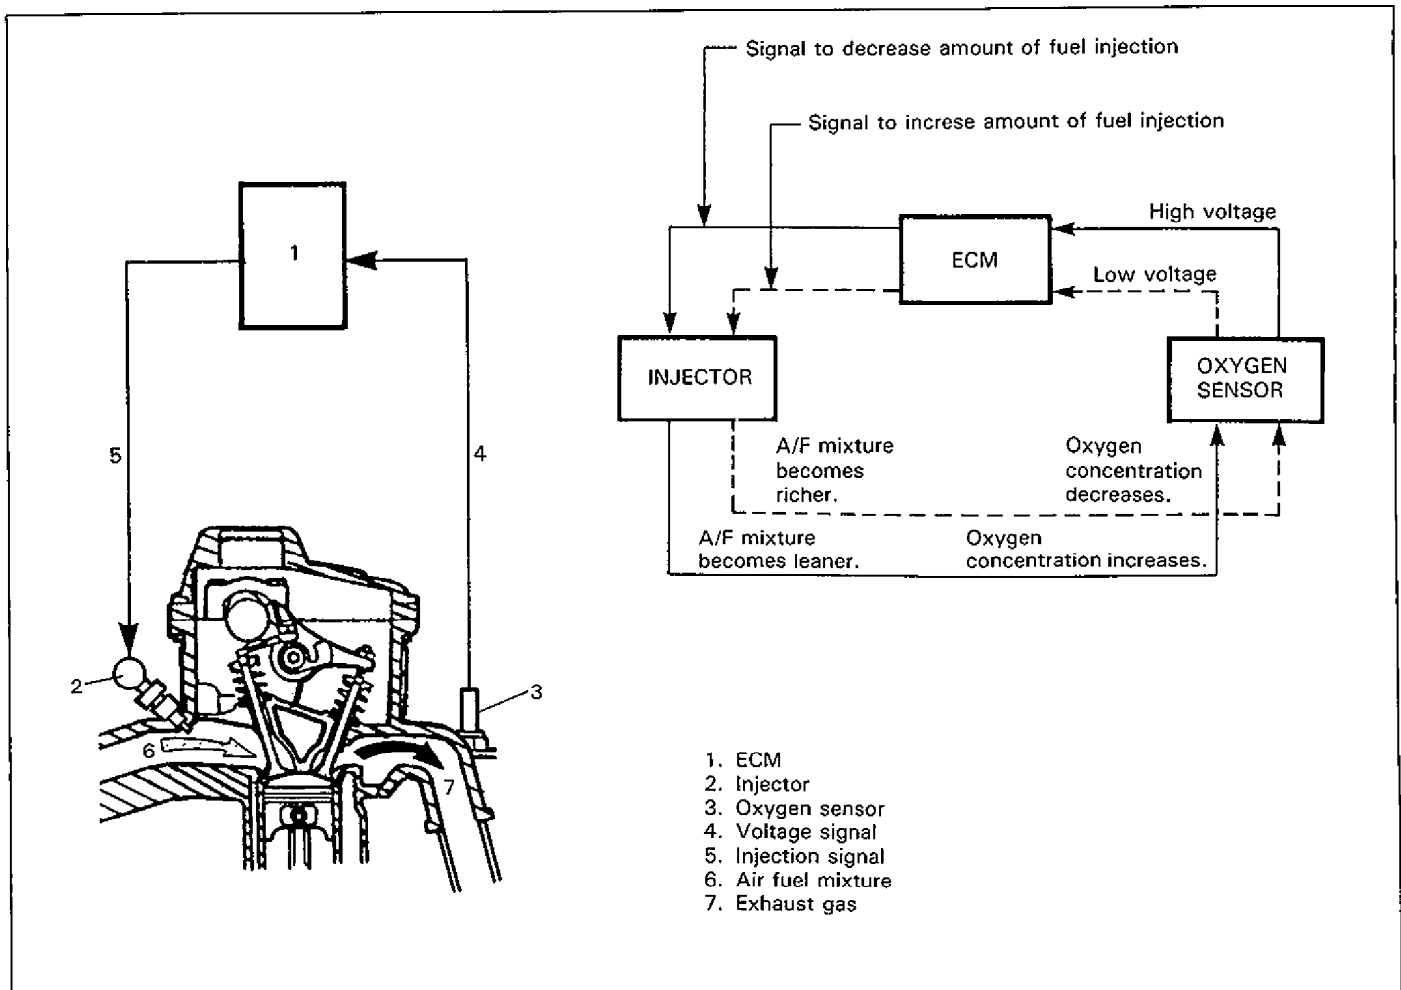 Signal to decrease amount of fuel injection
Signal to increse amount of fuel injection
High voltage
ECM
Low voltage
INJECTOR
OXYGEN
SENSOR
A/F mixture
becomes
richer.
Oxygen
concentration
decreases.
A/F mixture
becomes leaner.
Oxygen
concentration increases.
1
5
4
2
3
6
7
1. ECM
2. Injector
3. Oxygen sensor
4. Voltage signal
5. Injection signal
6. Air fuel mixture
7. Exhaust gas